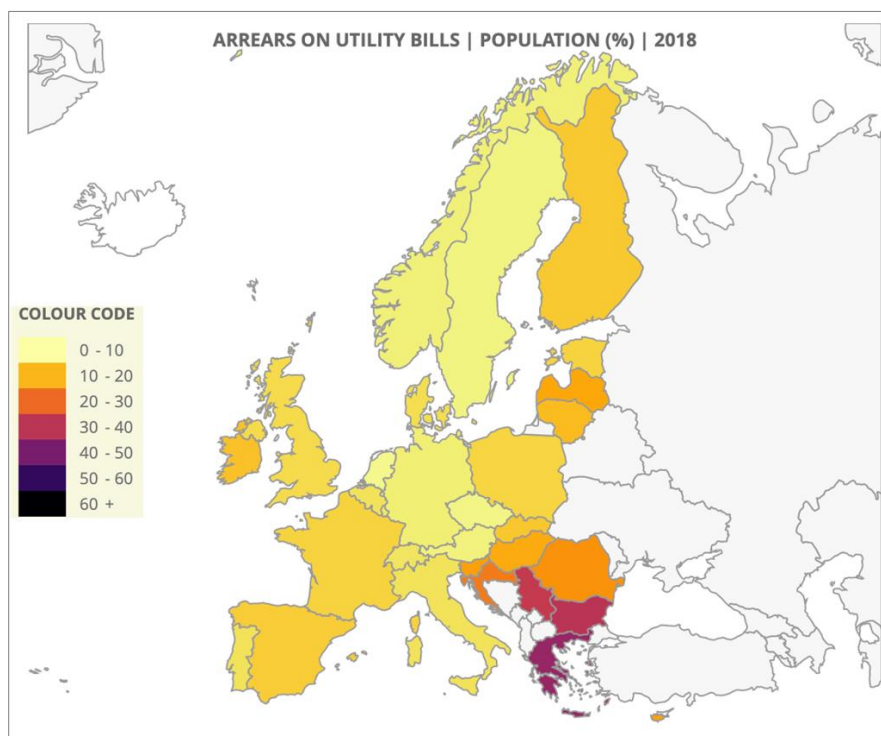 ARREARS ON UTILITY BILLS | POPULATION (%) | 2018
COLOUR CODE
0 - 10
10 - 20
20 - 30
30 - 40
40 - 50
50 - 60
60 +